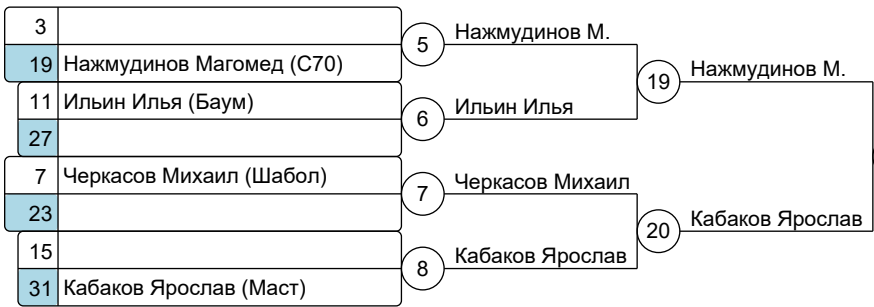 3
19 Нажмудинов Магомед (С70)
11 Ильин Илья (Баум)
27
7 Черкасов Михаил (Шабол)
23
15
31 Кабаков Ярослав (Маст)
5 Нажмудинов М.
6 Ильин Илья
7 Черкасов Михаил
8 Кабаков Ярослав
19 Нажмудинов М.
20 Кабаков Ярослав